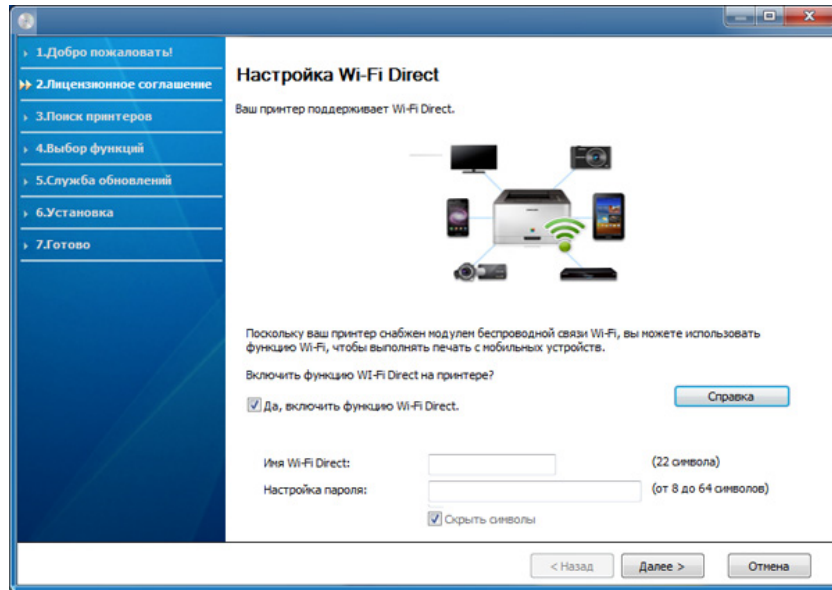 1.Добро пожаловать!
2.Лицензионное соглашение
3.Поиск принтеров
4.Выбор функций
5.Служба обновлений
6.Установка
7.Готово
Настройка Wi-Fi Direct
Ваш принтер поддерживает Wi-Fi Direct.
Поскольку ваш принтер снабжен модулем беспроводной связи Wi-Fi, вы можете использовать
функцию Wi-Fi, чтобы выполнять печать с мобильных устройств.
Включить функцию WI-Fi Direct на принтере?
Да, включить функцию Wi-Fi Direct.
Справка
Имя Wi-Fi Direct:
(22 символа)
Настройка пароля:
(от 8 до 64 символов)
Скрыть символы
< Назад
Далее >
Отмена